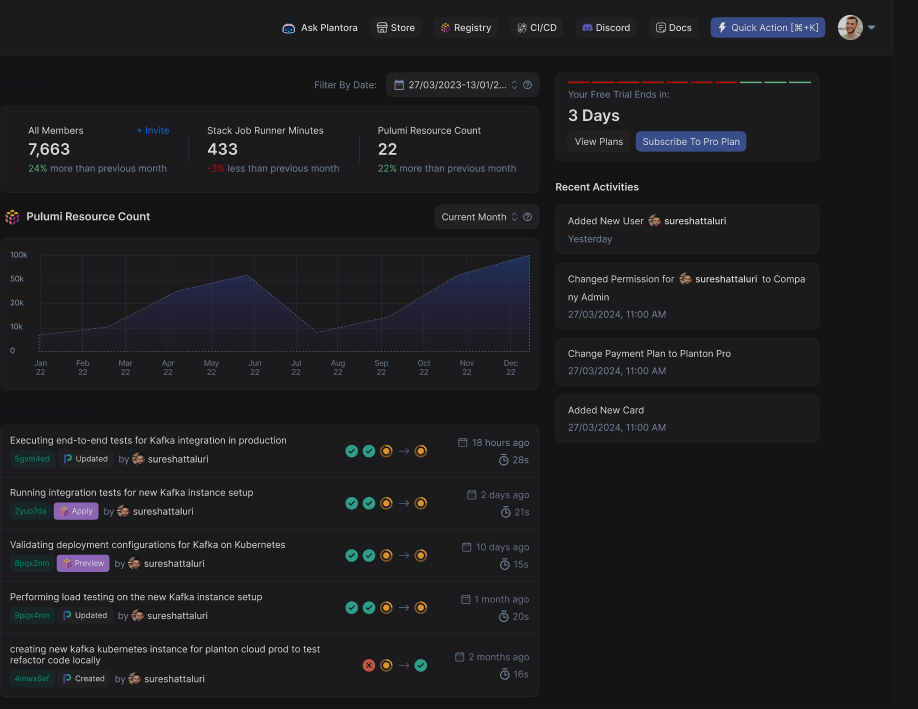 Ask Plantora
Store
Registry
CI/CD
Discord
Docs
Quick Action [⌘+K]
Filter By Date:
27/03/2023-13/01/2...
All Members
+ Invite
7,663
24% more than previous month
Stack Job Runner Minutes
433
-3% less than previous month
Pulumi Resource Count
22
22% more than previous month
Your Free Trial Ends in:
3 Days
View Plans
Subscribe To Pro Plan
Pulumi Resource Count
Current Month
100k
50k
20k
10k
0
Jan 22
Feb 22
Mar 22
Apr 22
May 22
Jun 22
Jul 22
Aug 22
Sep 22
Oct 22
Nov 22
Dec 22
Recent Activities
Added New User sureshattaluri
Yesterday
Changed Permission for sureshattaluri to Compa
ny Admin
27/03/2024, 11:00 AM
Change Payment Plan to Planton Pro
27/03/2024, 11:00 AM
Added New Card
27/03/2024, 11:00 AM
Executing end-to-end tests for Kafka integration in production
5gvm4ed Updated by sureshattaluri
18 hours ago
28s
Running integration tests for new Kafka instance setup
2yuo7da Apply by sureshattaluri
2 days ago
21s
Validating deployment configurations for Kafka on Kubernetes
8pqx2nm Preview by sureshattaluri
10 days ago
15s
Performing load testing on the new Kafka instance setup
9pqx4nm Updated by sureshattaluri
1 month ago
20s
creating new kafka kubernetes instance for planton cloud prod to test
refactor code locally
4mwx6ef Created by sureshattaluri
2 months ago
16s